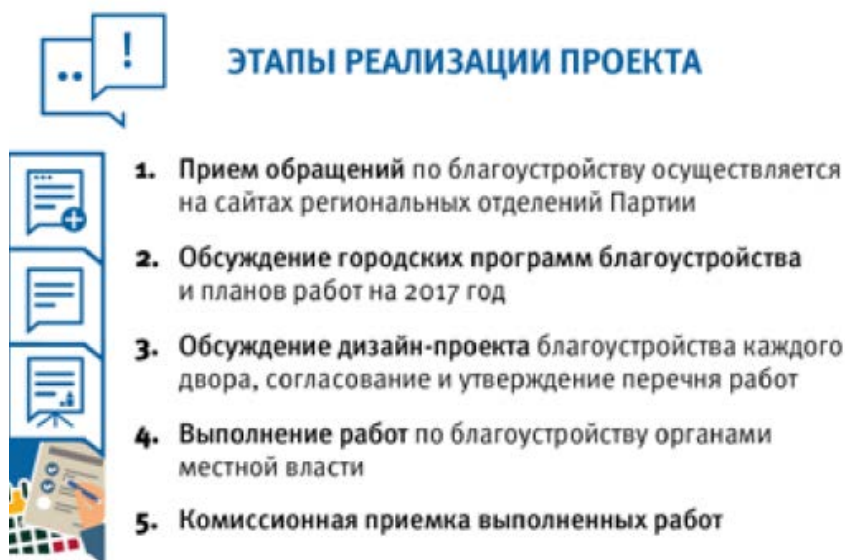 ЭТАПЫ РЕАЛИЗАЦИИ ПРОЕКТА
1. Прием обращений по благоустройству осуществляется
на сайтах региональных отделений Партии
2. Обсуждение городских программ благоустройства
и планов работ на 2017 год
3. Обсуждение дизайн-проекта благоустройства каждого
двора, согласование и утверждение перечня работ
4. Выполнение работ по благоустройству органами
местной власти
5. Комиссионная приемка выполненных работ